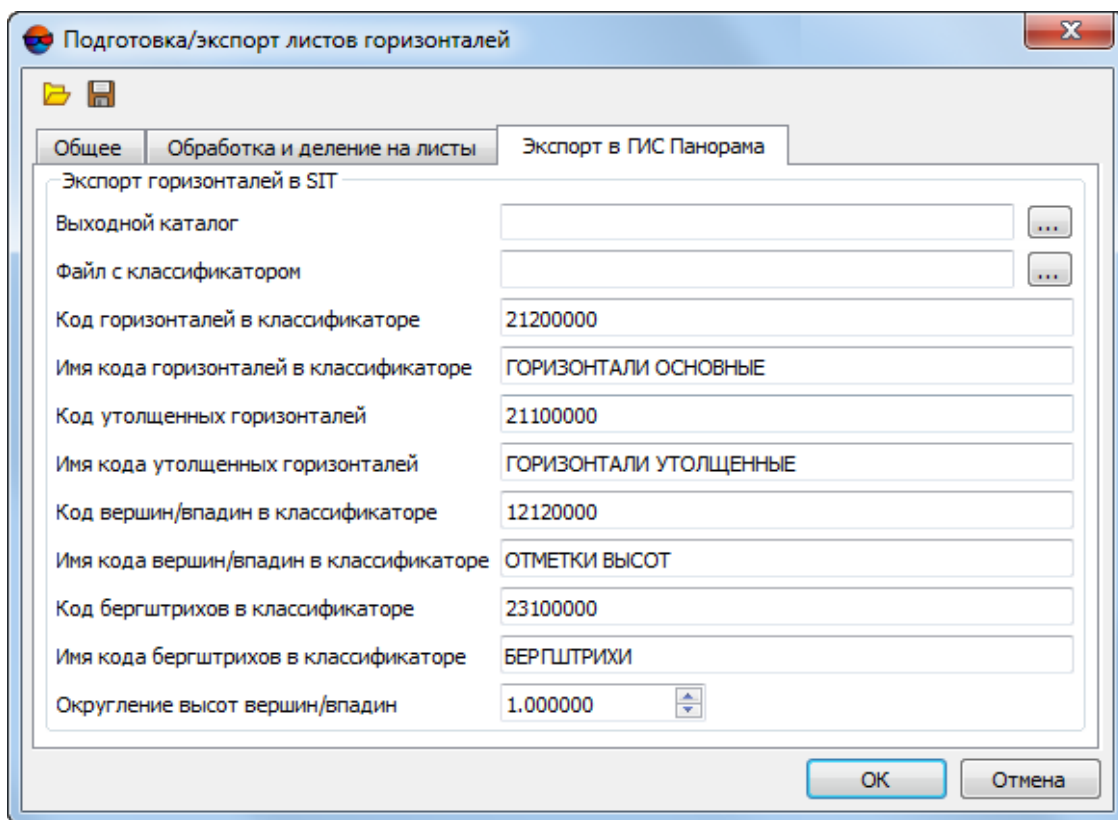 Подготовка/экспорт листов горизонталей
Общее Обработка и деление на листы Экспорт в ГИС Панорама
Экспорт горизонталей в SIT
Выходной каталог ...
Файл с классификатором ...
Код горизонталей в классификаторе 21200000
Имя кода горизонталей в классификаторе ГОРИЗОНТАЛИ ОСНОВНЫЕ
Код утолщенных горизонталей 21100000
Имя кода утолщенных горизонталей ГОРИЗОНТАЛИ УТОЛЩЕННЫЕ
Код вершин/впадин в классификаторе 12120000
Имя кода вершин/впадин в классификаторе ОТМЕТКИ ВЫСОТ
Код бергштрихов в классификаторе 23100000
Имя кода бергштрихов в классификаторе БЕРГШТРИХИ
Округление высот вершин/впадин 1.000000
OK Отмена